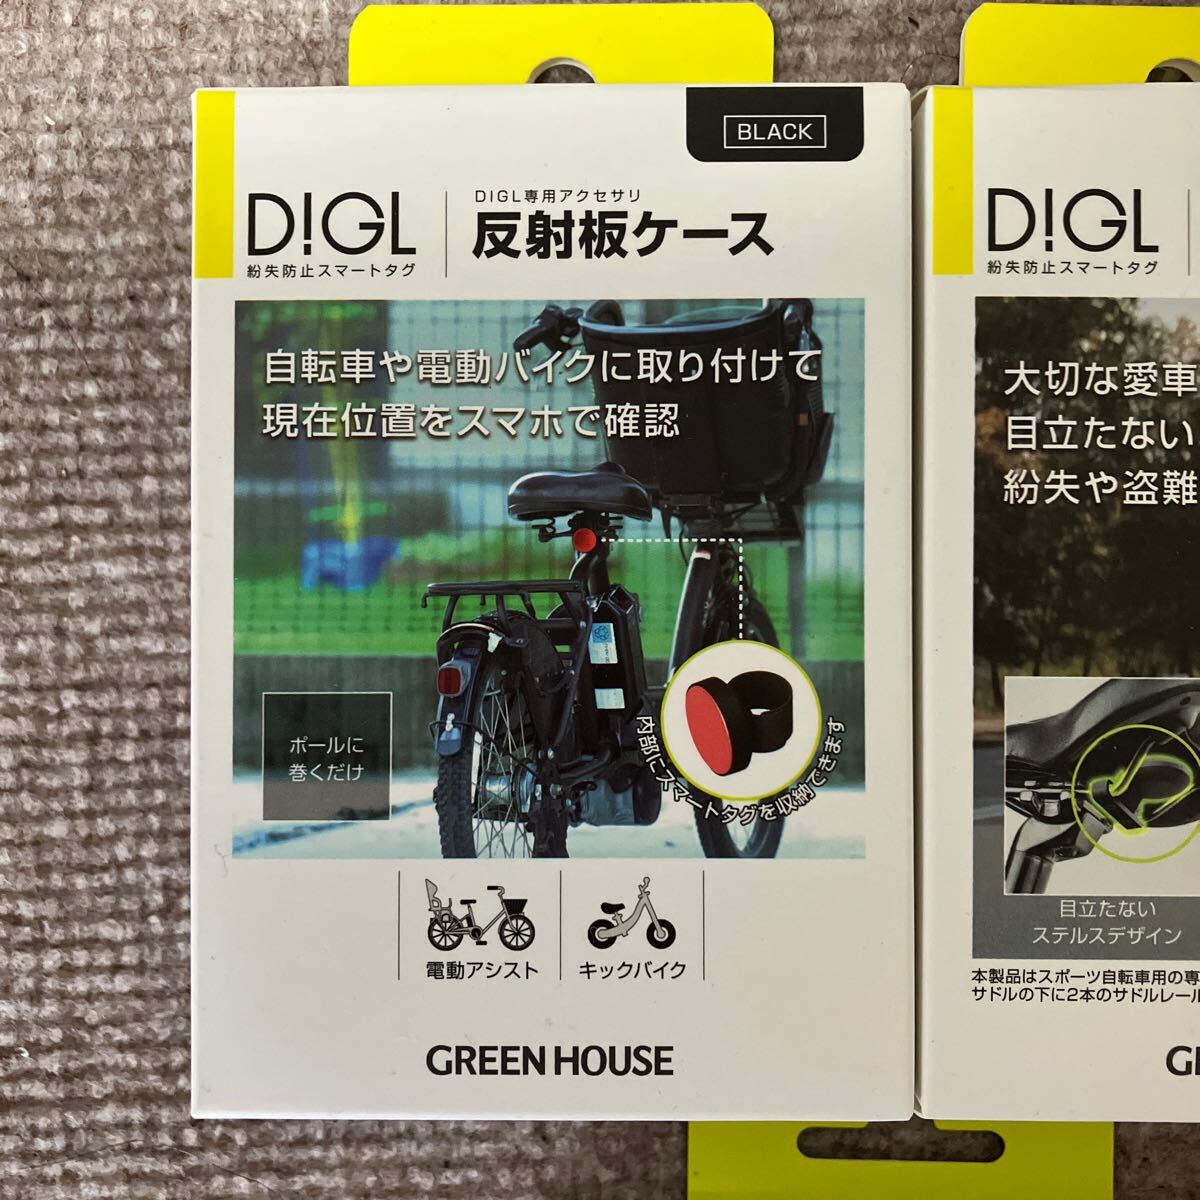 BLACK
D!GL
紛失防止スマートタグ
DIGL専用アクセサリ
反射板ケース
自転車や電動バイクに取り付けて
現在位置をスマホで確認
ポールに
巻くだけ
内部にスマートタグを収納できます
電動アシスト
キックバイク
GREEN HOUSE
D!GL
紛失防止スマートタグ
大切な愛車
目立たない
紛失や盗難
目立たない
ステルスデザイン
本製品はスポーツ自転車用の専
サドルの下に2本のサドルレール
G